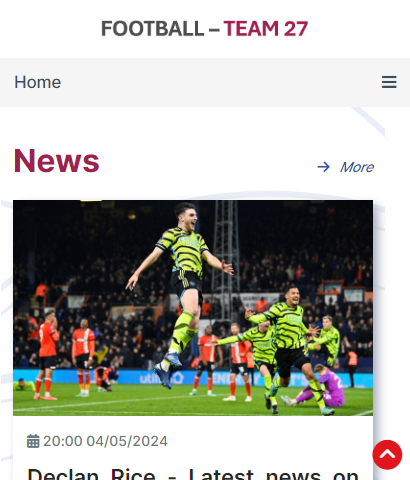 FOOTBALL – TEAM 27
Home
News
More
20:00 04/05/2024
Declan Rice - Latest news on